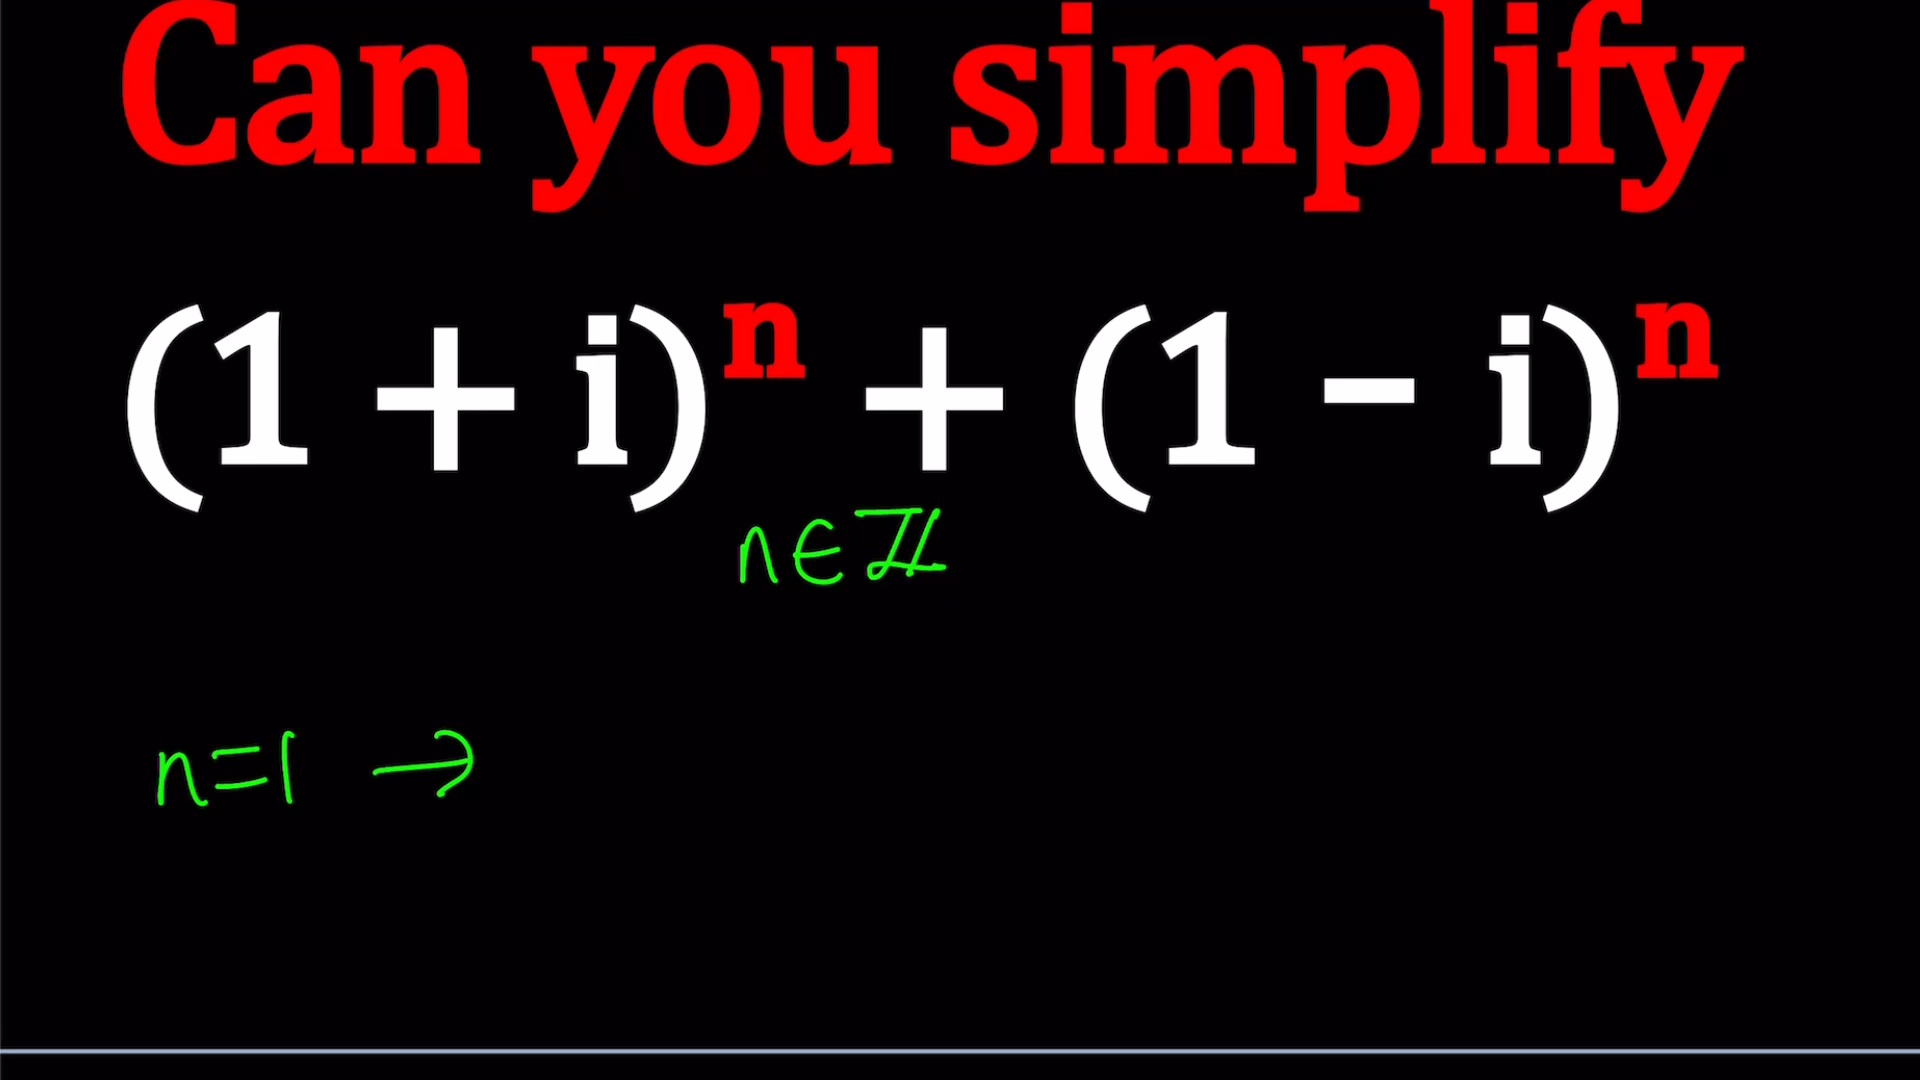 Can you simplify
(1 + i)ⁿ + (1 - i)ⁿ
n∈ℤ
n=1 →